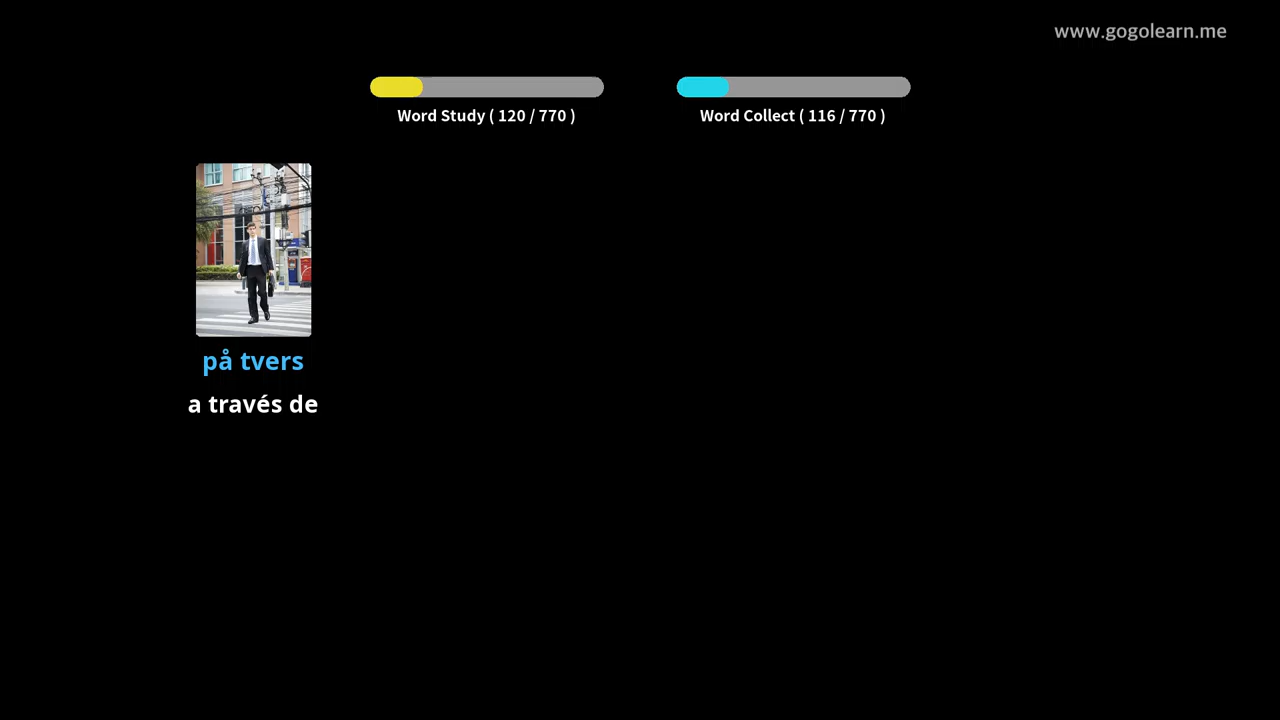 www.gogolearn.me
Word Study ( 120 / 770 )
Word Collect ( 116 / 770 )
på tvers
a través de